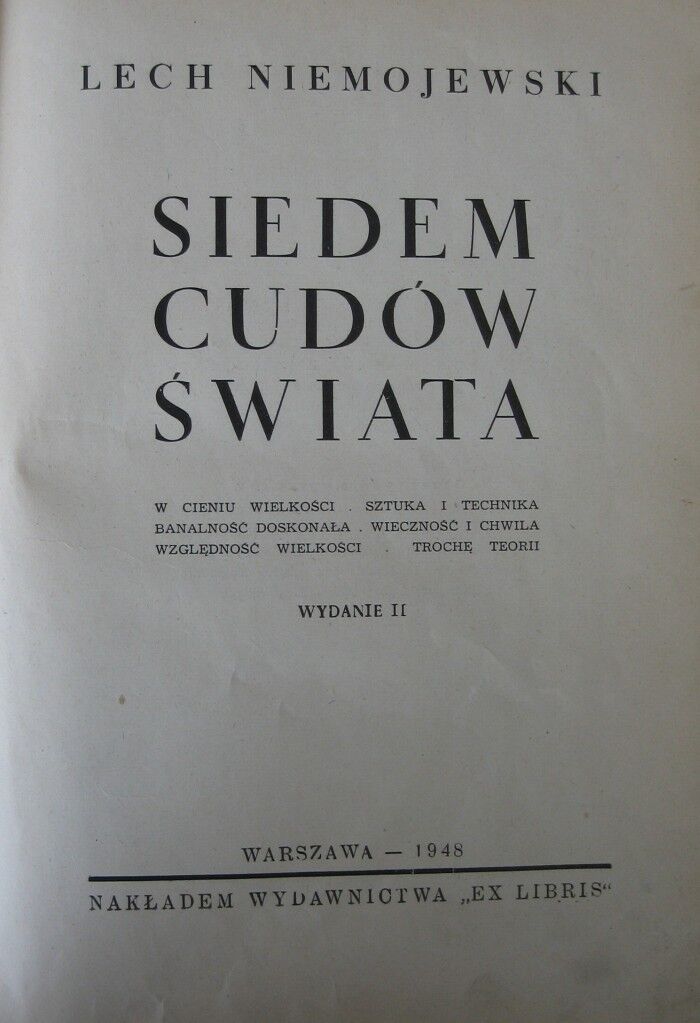 LECH NIEMOJEWSKI
SIEDEM
CUDÓW
ŚWIATA
W CIENIU WIELKOŚCI . SZTUKA I TECHNIKA
BANALNOŚĆ DOSKONAŁA . WIECZNOŚĆ I CHWILA
WZGLĘDNOŚĆ WIELKOŚCI . TROCHĘ TEORII
WYDANIE II
WARSZAWA — 1948
NAKŁADEM WYDAWNICTWA „EX LIBRIS“